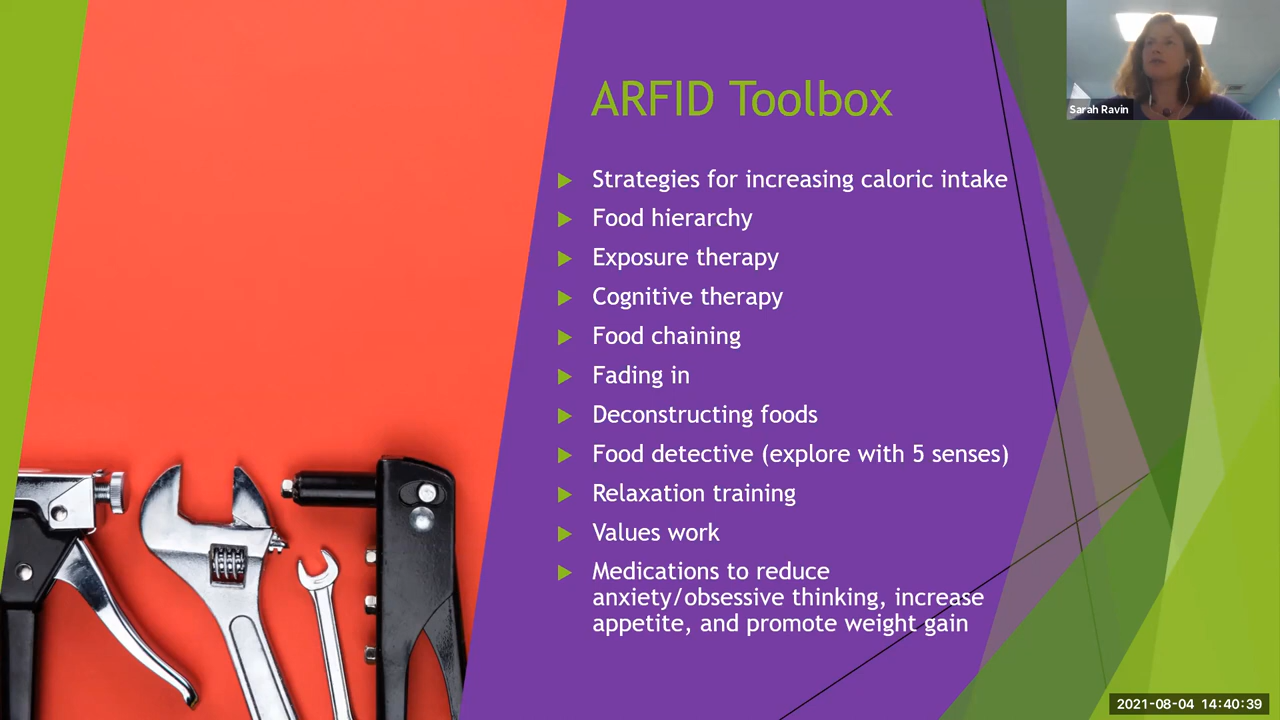 ARFID Toolbox
Sarah Ravin
Strategies for increasing caloric intake
Food hierarchy
Exposure therapy
Cognitive therapy
Food chaining
Fading in
Deconstructing foods
Food detective (explore with 5 senses)
Relaxation training
Values work
Medications to reduce
anxiety/obsessive thinking, increase
appetite, and promote weight gain
2021-08-04 14:40:39